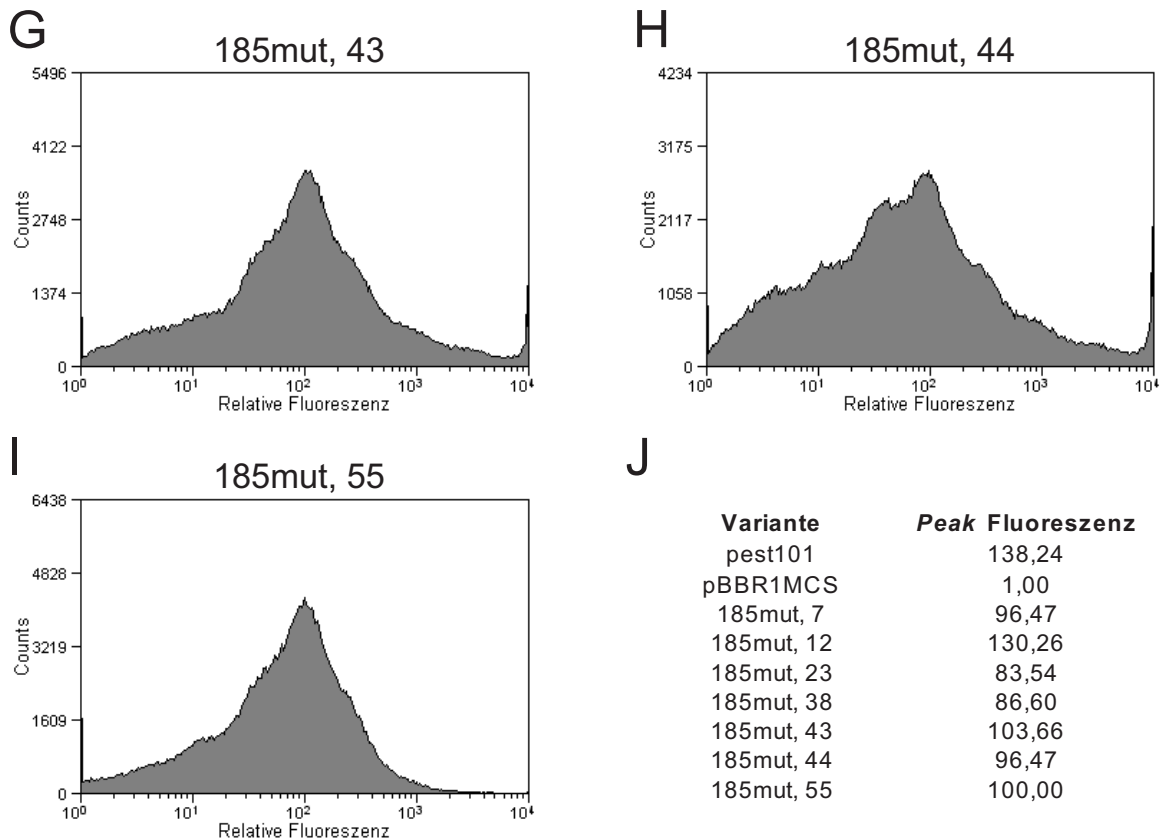 G
185mut, 43
5496
4122
2748
1374
0
Counts
10⁰ 10¹ 10² 10³ 10⁴
Relative Fluoreszenz
H
185mut, 44
4234
3175
2117
1058
0
Counts
10⁰ 10¹ 10² 10³ 10⁴
Relative Fluoreszenz
I
185mut, 55
6438
4828
3219
1609
0
Counts
10⁰ 10¹ 10² 10³ 10⁴
Relative Fluoreszenz
J
Variante Peak Fluoreszenz
pest101 138,24
pBBR1MCS 1,00
185mut, 7 96,47
185mut, 12 130,26
185mut, 23 83,54
185mut, 38 86,60
185mut, 43 103,66
185mut, 44 96,47
185mut, 55 100,00